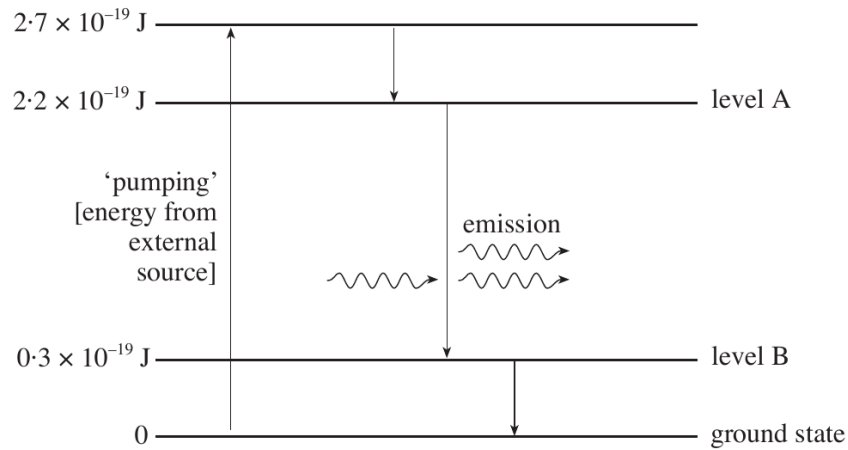 2·7 × 10⁻¹⁹ J
2·2 × 10⁻¹⁹ J
level A
‘pumping’
[energy from
external
source]
emission
0·3 × 10⁻¹⁹ J
level B
0
ground state